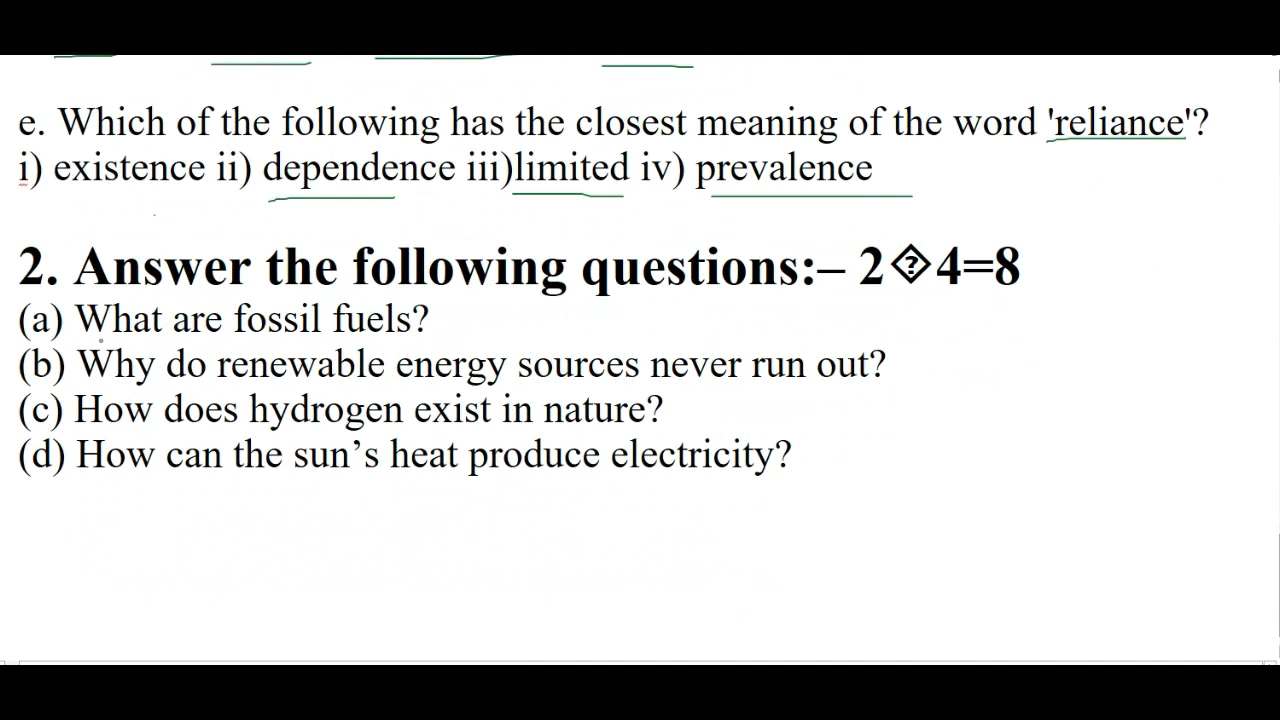 e. Which of the following has the closest meaning of the word 'reliance'?
i) existence ii) dependence iii)limited iv) prevalence
2. Answer the following questions:– 2�4=8
(a) What are fossil fuels?
(b) Why do renewable energy sources never run out?
(c) How does hydrogen exist in nature?
(d) How can the sun’s heat produce electricity?